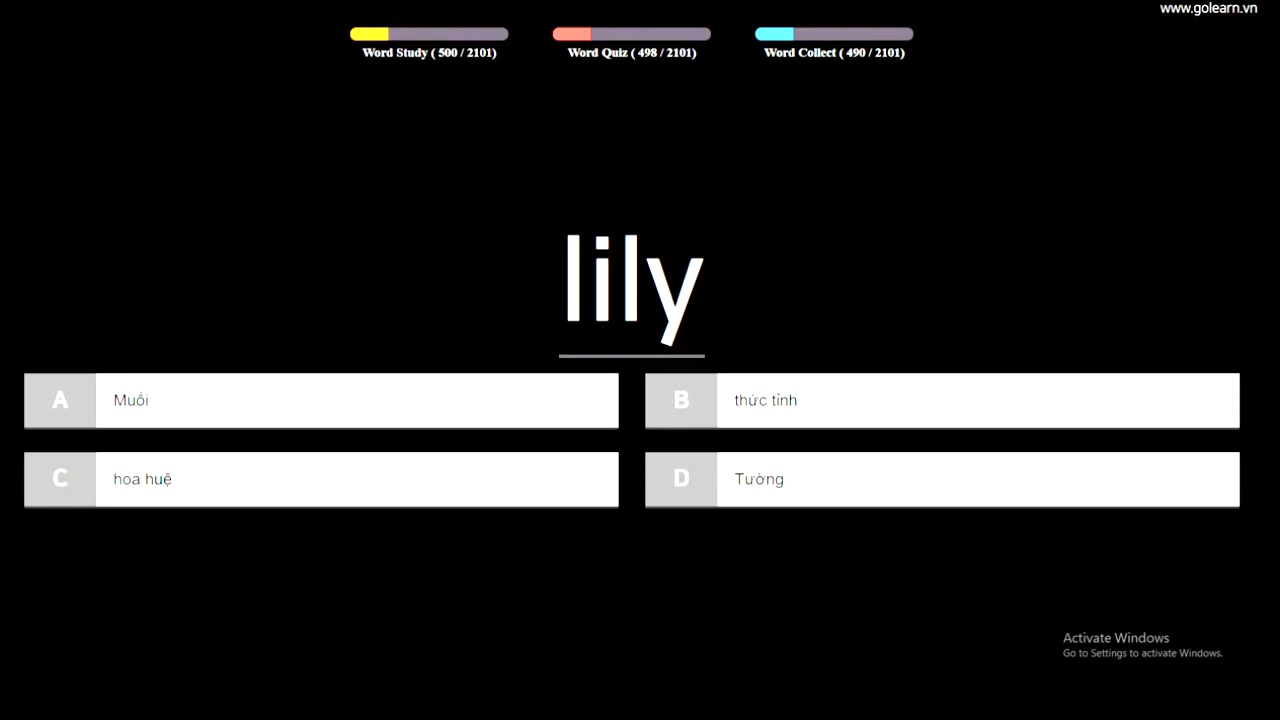 www.golearn.vn
Word Study ( 500 / 2101)
Word Quiz ( 498 / 2101)
Word Collect ( 490 / 2101)
lily
A Muối
B thức tỉnh
C hoa huệ
D Tường
Activate Windows
Go to Settings to activate Windows.